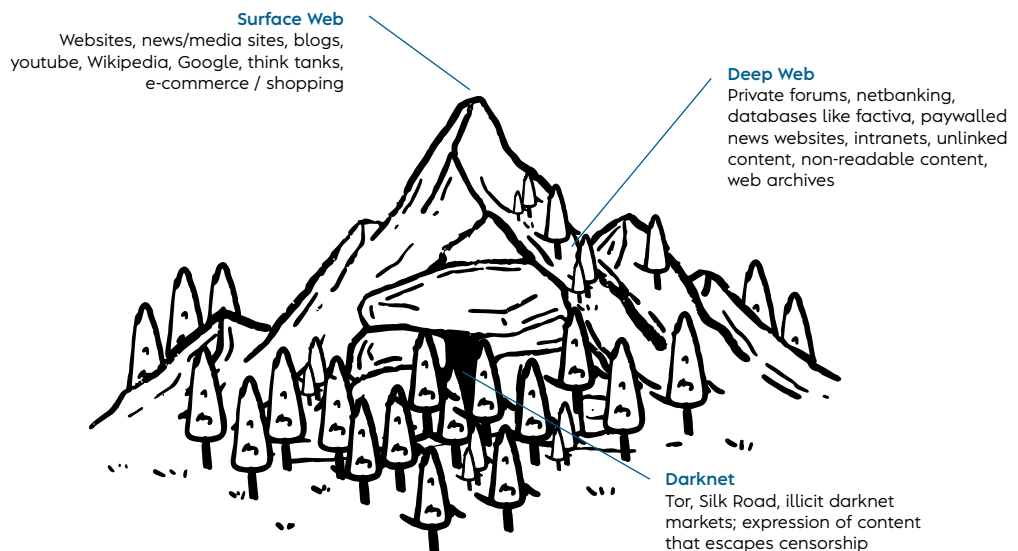 Surface Web
Websites, news/media sites, blogs,
youtube, Wikipedia, Google, think tanks,
e-commerce / shopping
Deep Web
Private forums, netbanking,
databases like factiva, paywalled
news websites, intranets, unlinked
content, non-readable content,
web archives
Darknet
Tor, Silk Road, illicit darknet
markets; expression of content
that escapes censorship